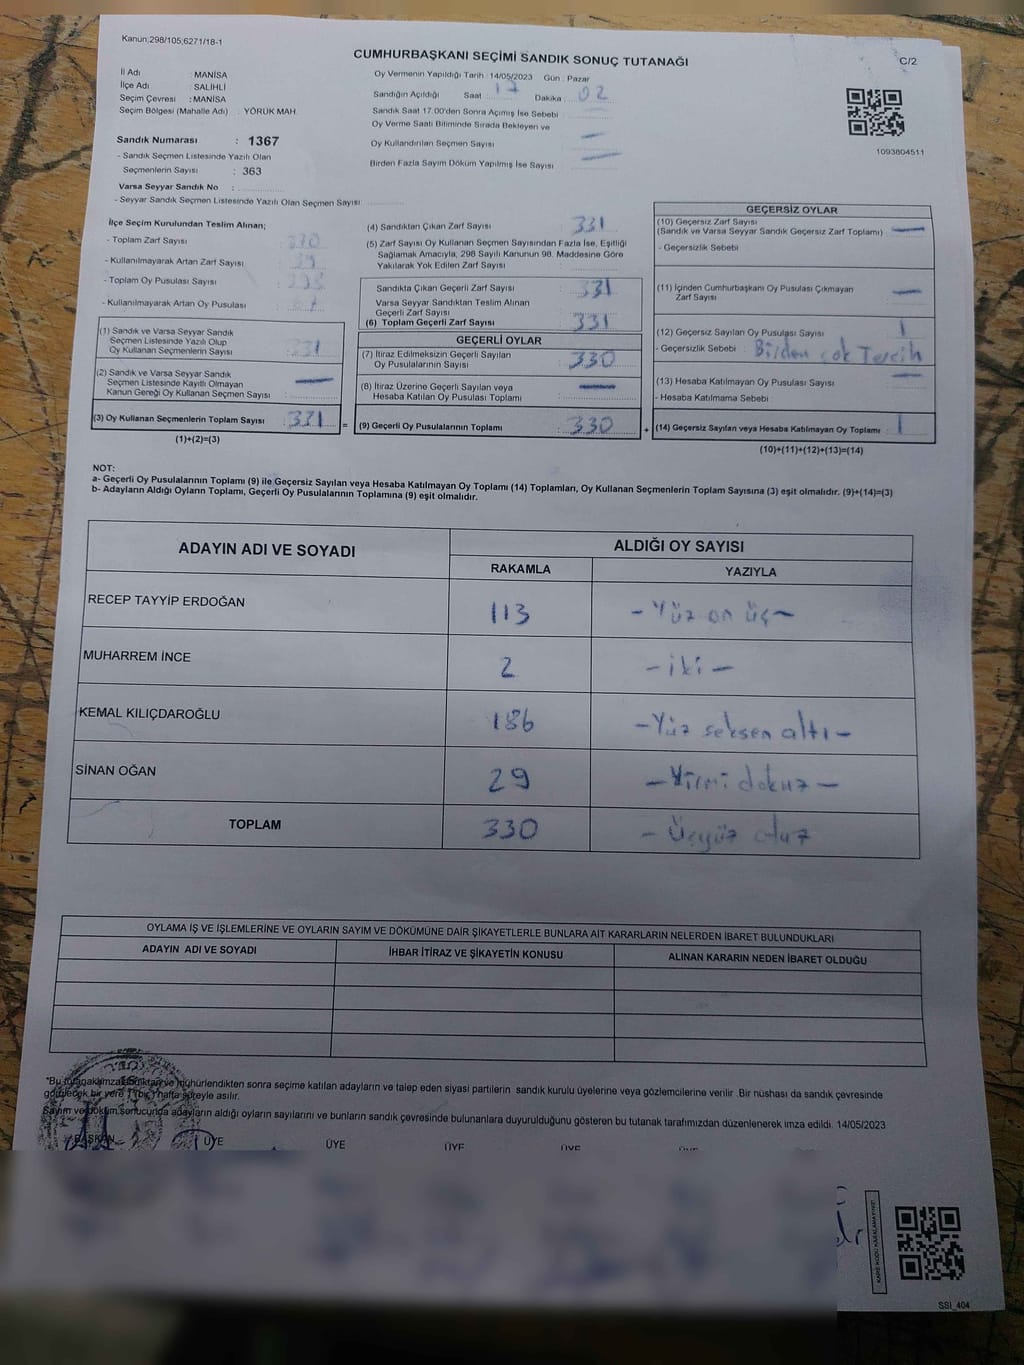 Kanun;298/105;6271/18-1
CUMHURBAŞKANI SEÇİMİ SANDIK SONUÇ TUTANAĞI
C/2
İl Adı : MANİSA
İlçe Adı : SALİHLİ
Seçim Çevresi : MANİSA
Seçim Bölgesi (Mahalle Adı) : YÖRÜK MAH.
Sandık Numarası : 1367
- Sandık Seçmen Listesinde Yazılı Olan
Seçmenlerin Sayısı : 363
Varsa Seyyar Sandık No :
- Seyyar Sandık Seçmen Listesinde Yazılı Olan Seçmen Sayısı:
Oy Vermenin Yapıldığı Tarih : 14/05/2023 Gün : Pazar
Sandığın Açıldığı Saat : 17 Dakika : 02
Sandık Saat 17.00'den Sonra Açımış İse Sebebi :
Oy Verme Saati Bitiminde Sırada Bekleyen ve
Oy Kullandırılan Seçmen Sayısı : —
Birden Fazla Sayım Döküm Yapılmış İse Sayısı : —
1093804511
İlçe Seçim Kurulundan Teslim Alınan;
- Toplam Zarf Sayısı :
- Kullanılmayarak Artan Zarf Sayısı :
- Toplam Oy Pusulası Sayısı :
- Kullanılmayarak Artan Oy Pusulası :
(1) Sandık ve Varsa Seyyar Sandık
Seçmen Listesinde Yazılı Olup
Oy Kullanan Seçmenlerin Sayısı : 331
(2) Sandık ve Varsa Seyyar Sandık
Seçmen Listesinde Kayıtlı Olmayan
Kanun Gereği Oy Kullanan Seçmen Sayısı : —
(3) Oy Kullanan Seçmenlerin Toplam Sayısı : 331 =
(1)+(2)=(3)
(4) Sandıktan Çıkan Zarf Sayısı : 331
(5) Zarf Sayısı Oy Kullanan Seçmen Sayısından Fazla İse, Eşitliği
Sağlamak Amacıyla, 298 Sayılı Kanunun 98. Maddesine Göre
Yakılarak Yok Edilen Zarf Sayısı :
Sandıkta Çıkan Geçerli Zarf Sayısı : 331
Varsa Seyyar Sandıktan Teslim Alınan
Geçerli Zarf Sayısı :
(6) Toplam Geçerli Zarf Sayısı : 331
GEÇERLİ OYLAR
(7) İtiraz Edilmeksizin Geçerli Sayılan
Oy Pusulalarının Sayısı : 330
(8) İtiraz Üzerine Geçerli Sayılan veya
Hesaba Katılan Oy Pusulası Toplamı : —
(9) Geçerli Oy Pusulalarının Toplamı : 330 +
GEÇERSİZ OYLAR
(10) Geçersiz Zarf Sayısı
(Sandık ve Varsa Seyyar Sandık Geçersiz Zarf Toplamı) : —
- Geçersizlik Sebebi :
(11) İçinden Cumhurbaşkanı Oy Pusulası Çıkmayan
Zarf Sayısı : —
(12) Geçersiz Sayılan Oy Pusulası Sayısı : 1
- Geçersizlik Sebebi : Birden çok Tercih
(13) Hesaba Katılmayan Oy Pusulası Sayısı : —
- Hesaba Katılmama Sebebi :
(14) Geçersiz Sayılan veya Hesaba Katılmayan Oy Toplamı : 1
(10)+(11)+(12)+(13)=(14)
NOT:
a- Geçerli Oy Pusulalarının Toplamı (9) ile Geçersiz Sayılan veya Hesaba Katılmayan Oy Toplamı (14) Toplamları, Oy Kullanan Seçmenlerin Toplam Sayısına (3) eşit olmalıdır. (9)+(14)=(3)
b- Adayların Aldığı Oyların Toplamı, Geçerli Oy Pusulalarının Toplamına (9) eşit olmalıdır.
ADAYIN ADI VE SOYADI ALDIĞI OY SAYISI
RAKAMLA YAZIYLA
RECEP TAYYİP ERDOĞAN 113 - Yüz on üç -
MUHARREM İNCE 2 - iki -
KEMAL KILIÇDAROĞLU 186 - Yüz seksen altı -
SİNAN OĞAN 29 - Yirmi dokuz -
TOPLAM 330 - Üçyüz otuz
OYLAMA İŞ VE İŞLEMLERİNE VE OYLARIN SAYIM VE DÖKÜMÜNE DAİR ŞİKAYETLERLE BUNLARA AİT KARARLARIN NELERDEN İBARET BULUNDUKLARI
ADAYIN ADI VE SOYADI İHBAR İTİRAZ VE ŞİKAYETİN KONUSU ALINAN KARARIN NEDEN İBARET OLDUĞU
"Bu tutanak imzalandıktan ve mühürlendikten sonra seçime katılan adayların ve talep eden siyasi partilerin sandık kurulu üyelerine veya gözlemcilerine verilir .Bir nüshası da sandık çevresinde
görülecek bir yere 1 (bir) hafta süreyle asılır.
Sayım ve döküm sonucunda adayların aldığı oyların sayılarını ve bunların sandık çevresinde bulunanlara duyurulduğunu gösteren bu tutanak tarafımızdan düzenlenerek imza edildi. 14/05/2023
BAŞKAN ÜYE ÜYE ÜYE ÜYE
KARE KODU KARALAMAYINIZ!
SSI_404